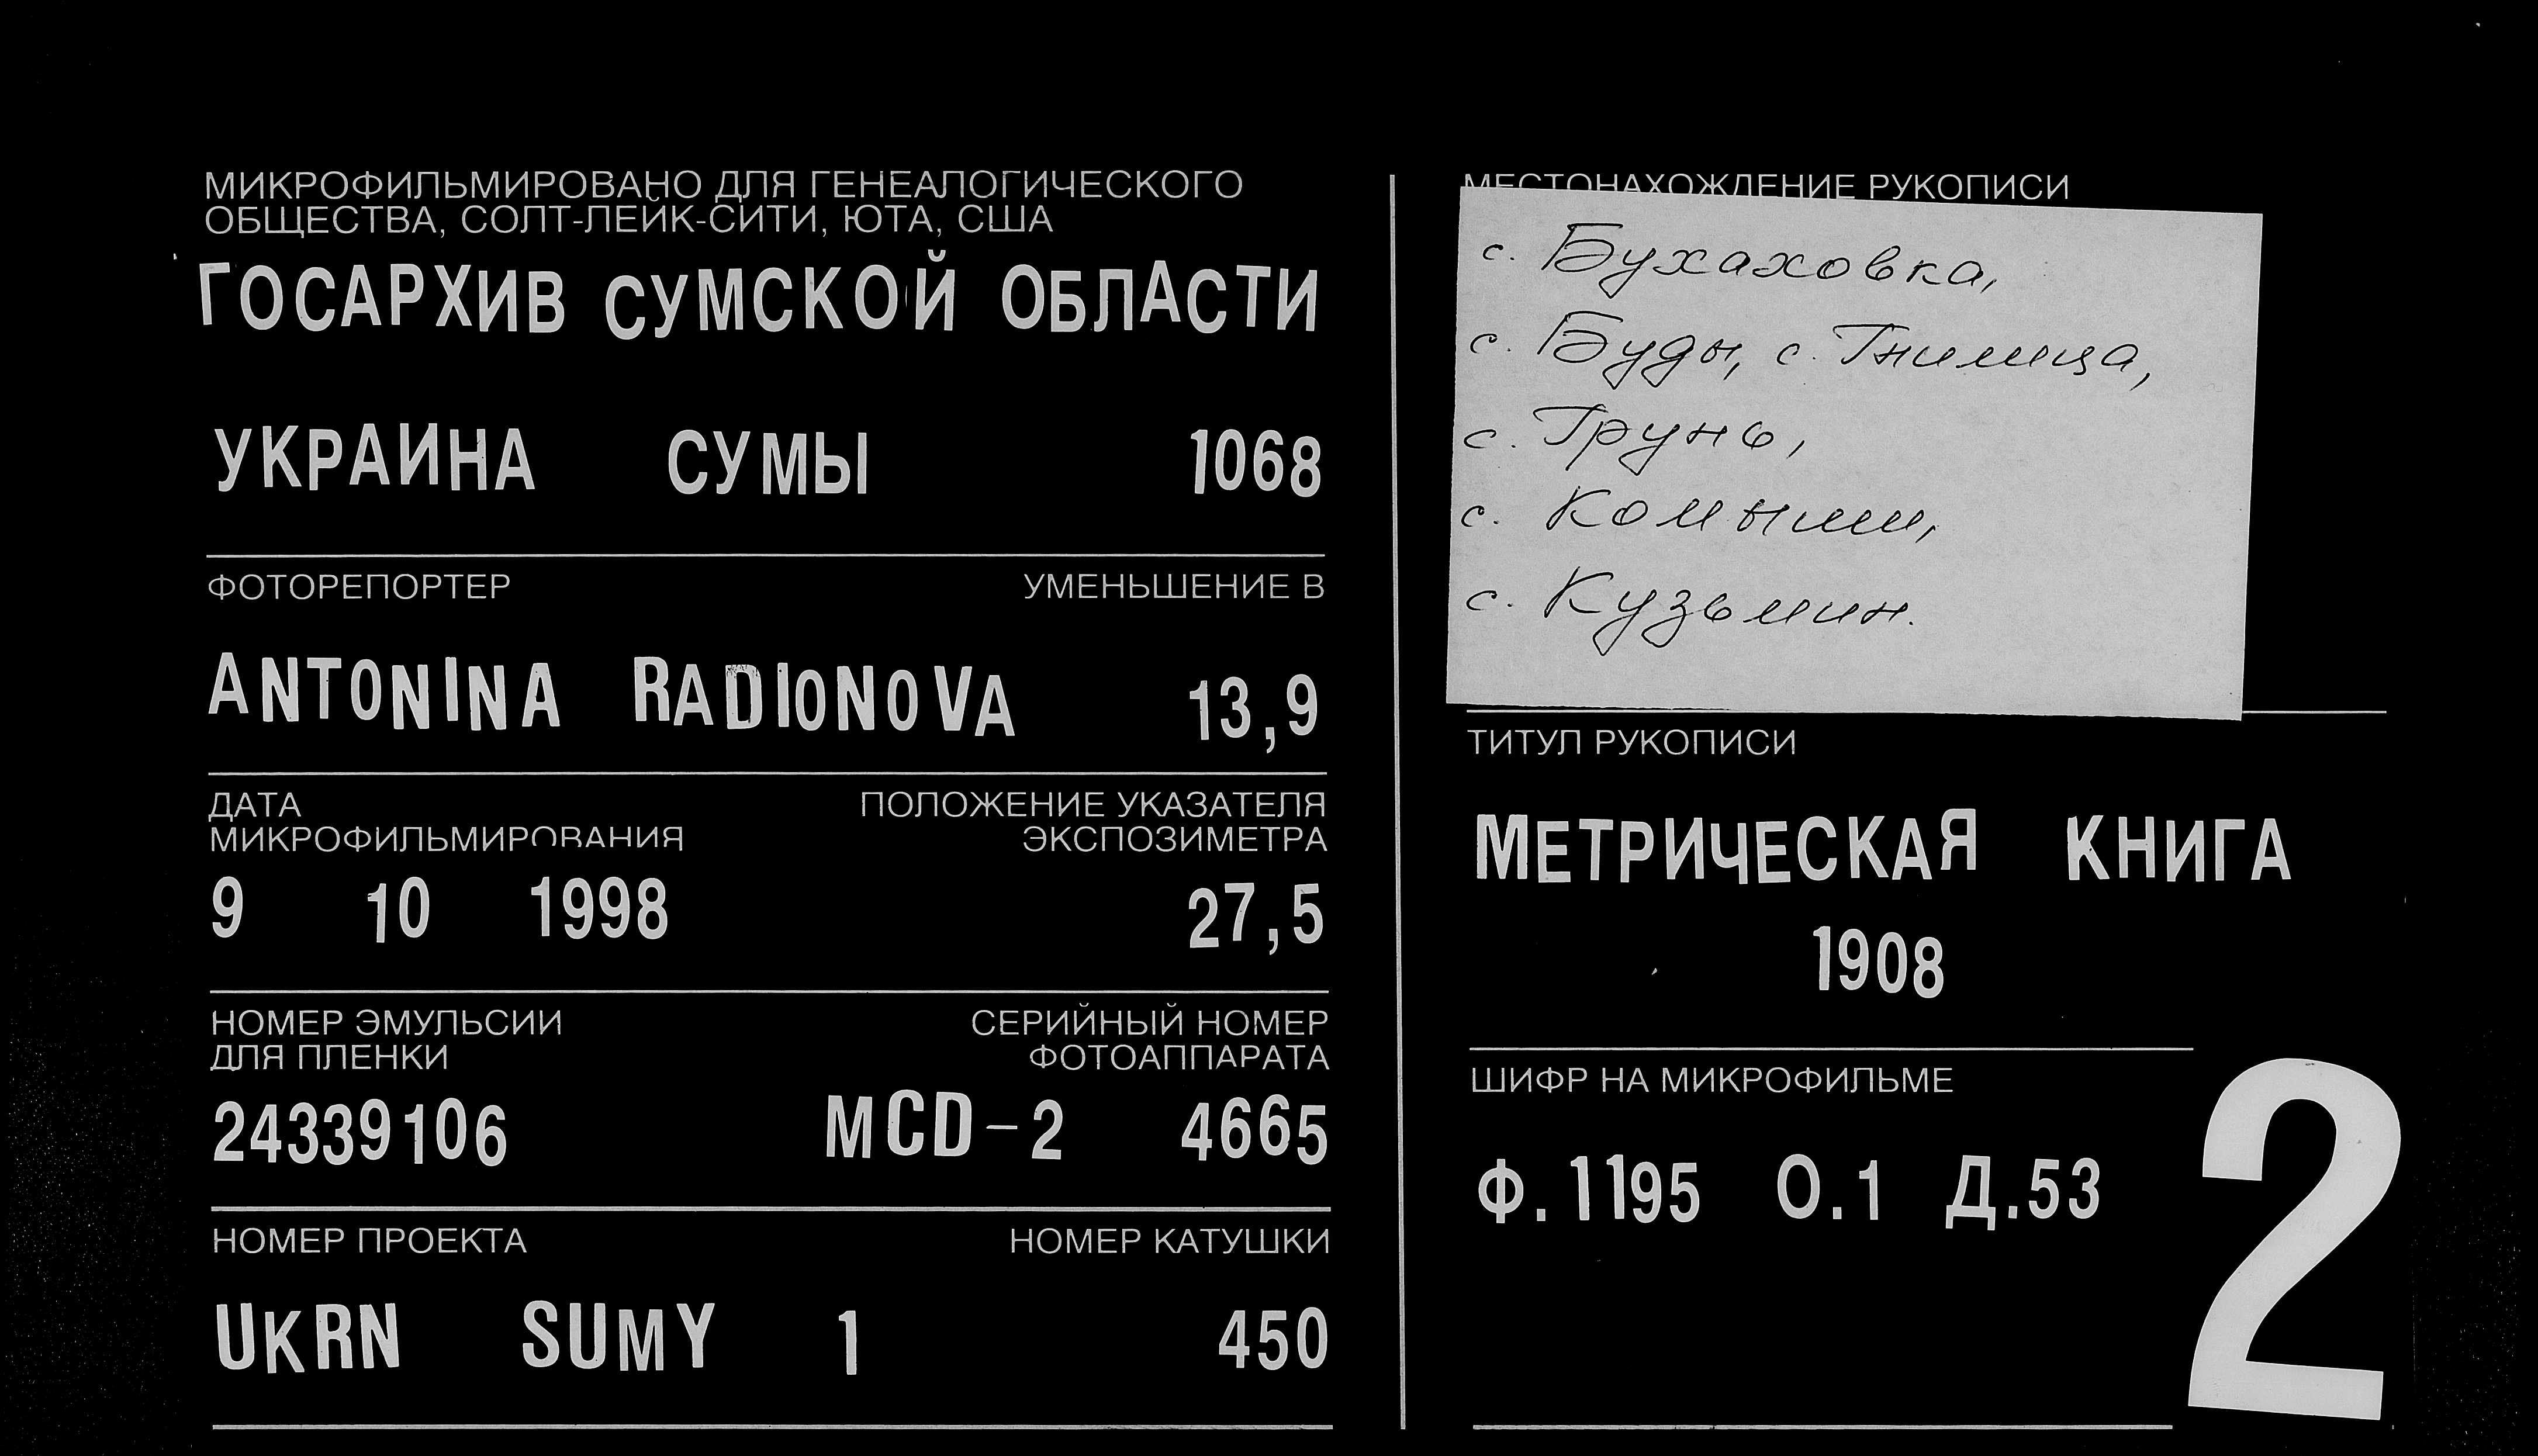 МИКРОФИЛЬМИРОВАНО ДЛЯ ГЕНЕАЛОГИЧЕСКОГО
ОБЩЕСТВА, СОЛТ-ЛЕЙК-СИТИ, ЮТА, США
ГОСАРХИВ СУМСКОЙ ОБЛАСТИ
УКРАИНА СУМЫ 1068
ФОТОРЕПОРТЕР УМЕНЬШЕНИЕ В
ANTONINA RADIONOVA 13,9
ДАТА ПОЛОЖЕНИЕ УКАЗАТЕЛЯ
МИКРОФИЛЬМИРОВАНИЯ ЭКСПОЗИМЕТРА
9 10 1998 27,5
НОМЕР ЭМУЛЬСИИ СЕРИЙНЫЙ НОМЕР
ДЛЯ ПЛЕНКИ ФОТОАППАРАТА
24339106 MCD-2 4665
НОМЕР ПРОЕКТА НОМЕР КАТУШКИ
UKRN SUMY 1 450
МЕСТОНАХОЖДЕНИЕ РУКОПИСИ
с. Бухаховка,
с. Буды, с. Гнилица,
с. Грунь,
с. Комыши,
с. Кузьмин.
ТИТУЛ РУКОПИСИ
МЕТРИЧЕСКАЯ КНИГА
1908
ШИФР НА МИКРОФИЛЬМЕ
Ф.1195 О.1 Д.53
2